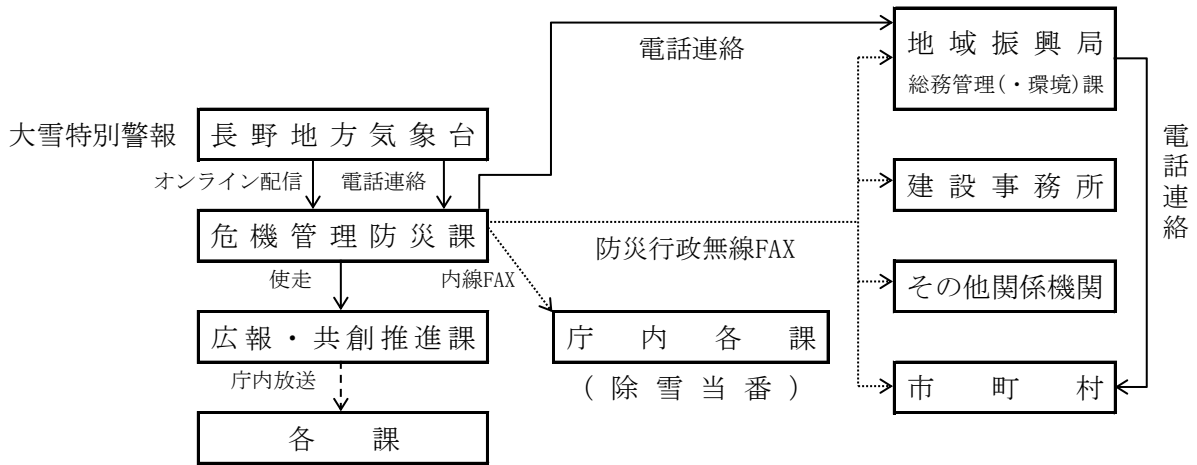 電話連絡
地域振興局
総務管理(・環境)課
大雪特別警報
長野地方気象台
オンライン配信
電話連絡
電話連絡
建設事務所
危機管理防災課
防災行政無線FAX
使走
内線FAX
その他関係機関
広報・共創推進課
庁内各課
庁内放送
(除雪当番)
市町村
各課